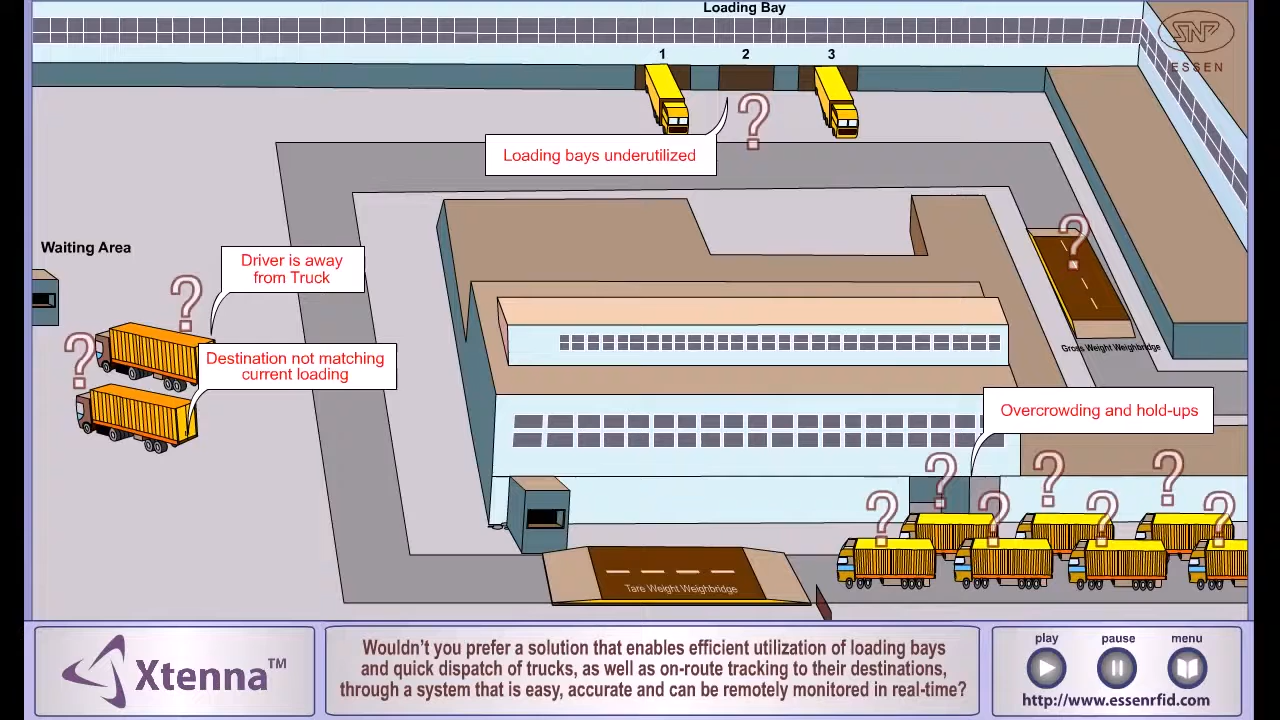 Loading Bay
1 2 3
SNP
ESSEN
Loading bays underutilized
Waiting Area
Driver is away
from Truck
Destination not matching
current loading
Gross Weight Weighbridge
Overcrowding and hold-ups
Tare Weight Weighbridge
Xtenna™
Wouldn't you prefer a solution that enables efficient utilization of loading bays
and quick dispatch of trucks, as well as on-route tracking to their destinations,
through a system that is easy, accurate and can be remotely monitored in real-time?
play pause menu
http://www.essenrfid.com